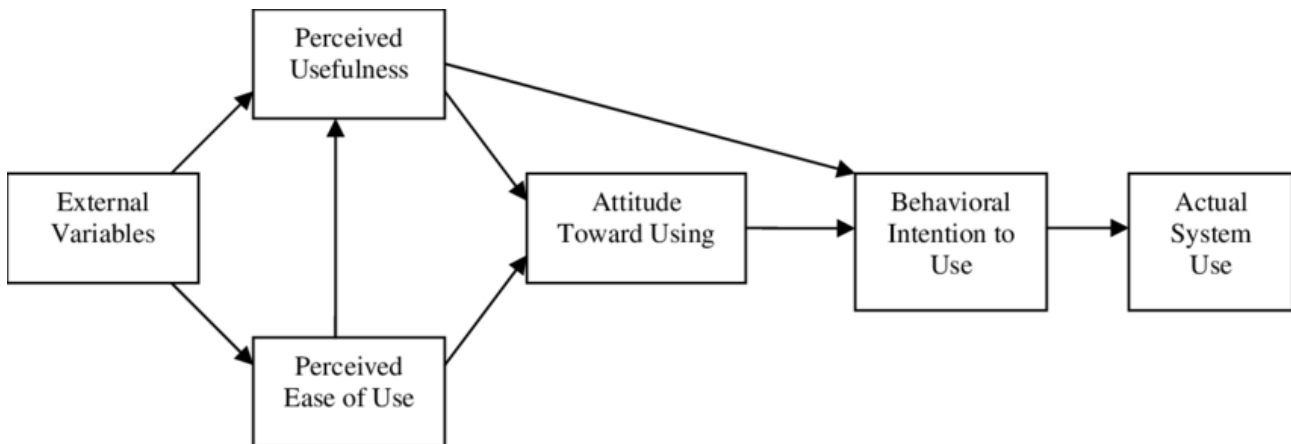 Perceived
Usefulness
External
Variables
Attitude
Toward Using
Behavioral
Intention to
Use
Actual
System
Use
Perceived
Ease of Use